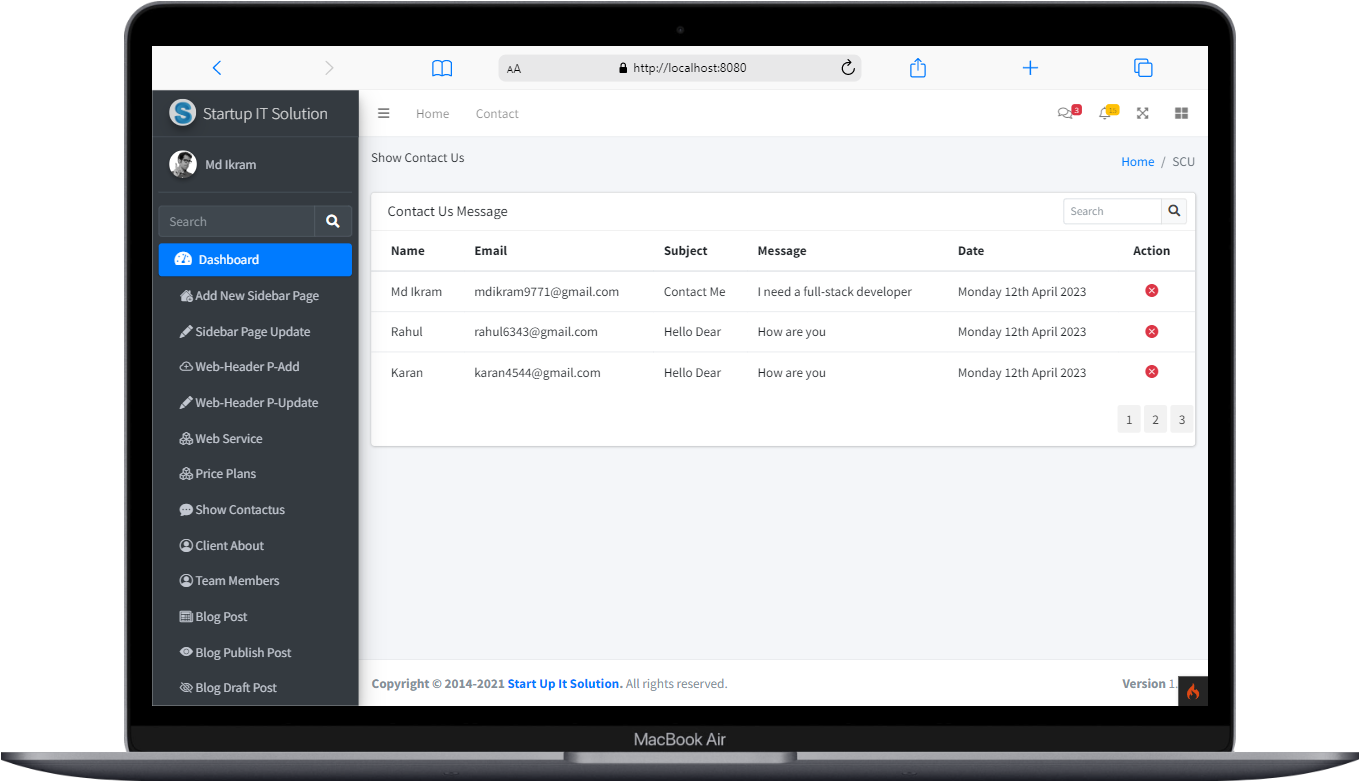 AA http://localhost:8080
S Startup IT Solution
Home Contact
3
15
Md Ikram
Search
Dashboard
Add New Sidebar Page
Sidebar Page Update
Web-Header P-Add
Web-Header P-Update
Web Service
Price Plans
Show Contactus
Client About
Team Members
Blog Post
Blog Publish Post
Blog Draft Post
Show Contact Us
Home / SCU
Contact Us Message
Search
Name Email Subject Message Date Action
Md Ikram mdikram9771@gmail.com Contact Me I need a full-stack developer Monday 12th April 2023
Rahul rahul6343@gmail.com Hello Dear How are you Monday 12th April 2023
Karan karan4544@gmail.com Hello Dear How are you Monday 12th April 2023
1 2 3
Copyright © 2014-2021 Start Up It Solution. All rights reserved.
Version 1.
MacBook Air